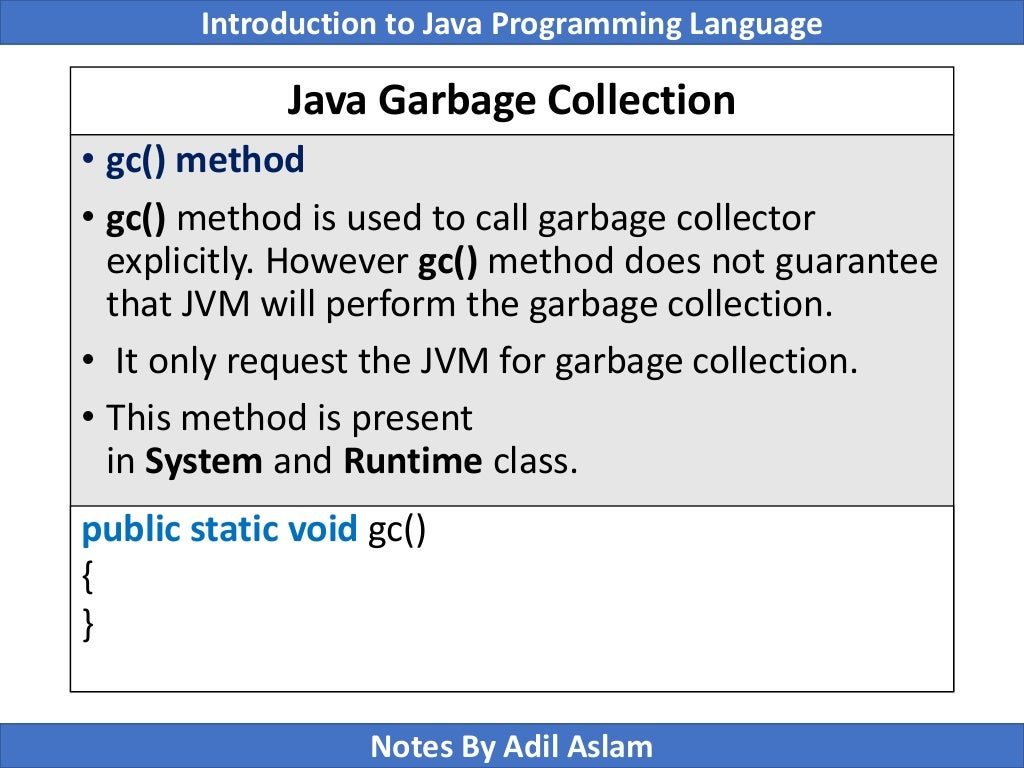 Introduction to Java Programming Language
Java Garbage Collection
• gc() method
• gc() method is used to call garbage collector
explicitly. However gc() method does not guarantee
that JVM will perform the garbage collection.
• It only request the JVM for garbage collection.
• This method is present
in System and Runtime class.
public static void gc()
{
}
Notes By Adil Aslam